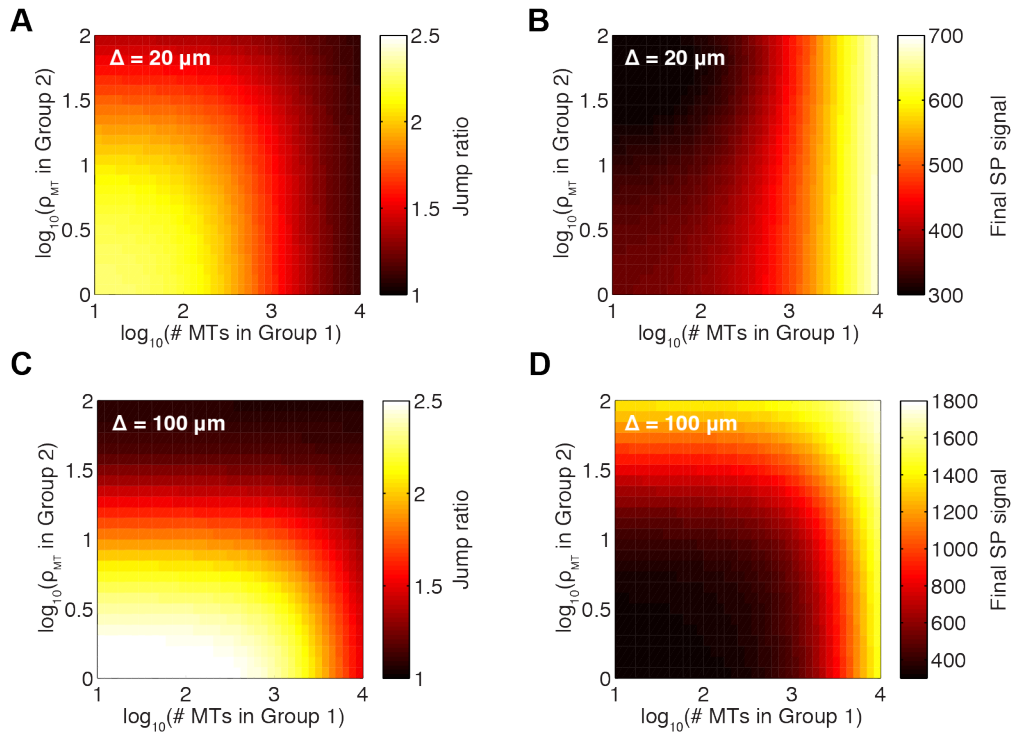 A
B
Δ = 20 µm
2
1.5
1
0.5
0
1
2
3
4
log10(ρMT in Group 2)
log10(# MTs in Group 1)
2.5
2
1.5
1
Jump ratio
Δ = 20 µm
2
1.5
1
0.5
0
1
2
3
4
log10(ρMT in Group 2)
log10(# MTs in Group 1)
700
600
500
400
300
Final SP signal
C
D
Δ = 100 µm
2
1.5
1
0.5
0
1
2
3
4
log10(ρMT in Group 2)
log10(# MTs in Group 1)
2.5
2
1.5
1
Jump ratio
Δ = 100 µm
2
1.5
1
0.5
0
1
2
3
4
log10(ρMT in Group 2)
log10(# MTs in Group 1)
1800
1600
1400
1200
1000
800
600
400
Final SP signal